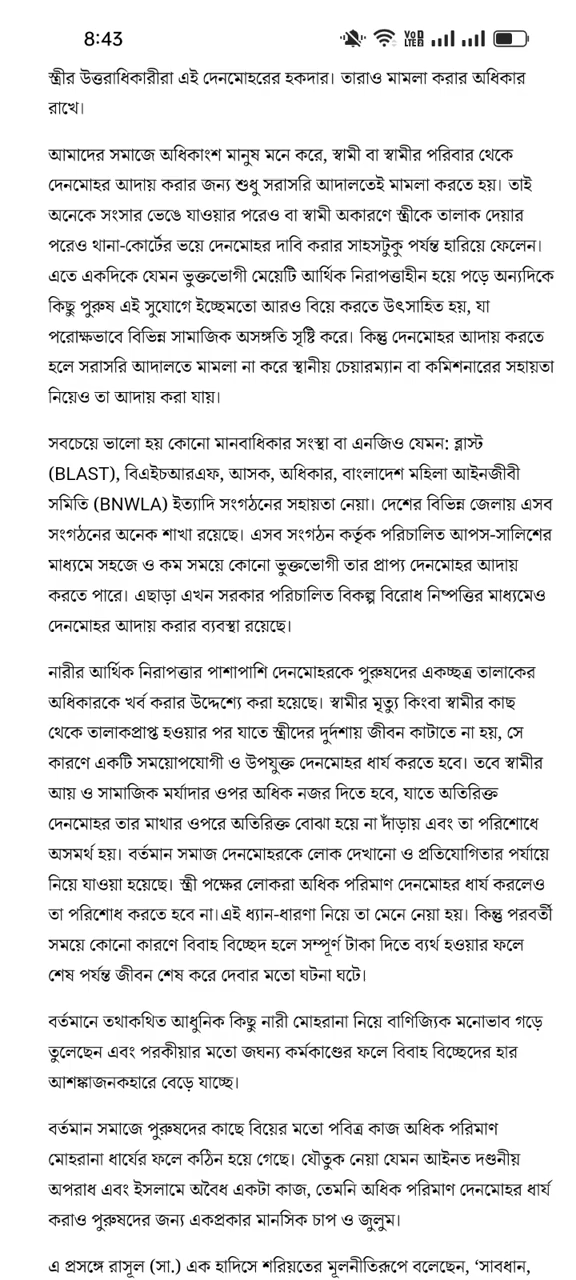 8:43
Vo LTE 2
স্ত্রীর উত্তরাধিকারীরা এই দেনমোহরের হকদার। তারাও মামলা করার অধিকার
রাখে।
আমাদের সমাজে অধিকাংশ মানুষ মনে করে, স্বামী বা স্বামীর পরিবার থেকে
দেনমোহর আদায় করার জন্য শুধু সরাসরি আদালতেই মামলা করতে হয়। তাই
অনেকে সংসার ভেঙে যাওয়ার পরেও বা স্বামী অকারণে স্ত্রীকে তালাক দেয়ার
পরেও থানা-কোর্টের ভয়ে দেনমোহর দাবি করার সাহসটুকু পর্যন্ত হারিয়ে ফেলেন।
এতে একদিকে যেমন ভুক্তভোগী মেয়েটি আর্থিক নিরাপত্তাহীন হয়ে পড়ে অন্যদিকে
কিছু পুরুষ এই সুযোগে ইচ্ছেমতো আরও বিয়ে করতে উৎসাহিত হয়, যা
পরোক্ষভাবে বিভিন্ন সামাজিক অসঙ্গতি সৃষ্টি করে। কিন্তু দেনমোহর আদায় করতে
হলে সরাসরি আদালতে মামলা না করে স্থানীয় চেয়ারম্যান বা কমিশনারের সহায়তা
নিয়েও তা আদায় করা যায়।
সবচেয়ে ভালো হয় কোনো মানবাধিকার সংস্থা বা এনজিও যেমন: ব্লাস্ট
(BLAST), বিএইচআরএফ, আসক, অধিকার, বাংলাদেশ মহিলা আইনজীবী
সমিতি (BNWLA) ইত্যাদি সংগঠনের সহায়তা নেয়া। দেশের বিভিন্ন জেলায় এসব
সংগঠনের অনেক শাখা রয়েছে। এসব সংগঠন কর্তৃক পরিচালিত আপস-সালিশের
মাধ্যমে সহজে ও কম সময়ে কোনো ভুক্তভোগী তার প্রাপ্য দেনমোহর আদায়
করতে পারে। এছাড়া এখন সরকার পরিচালিত বিকল্প বিরোধ নিষ্পত্তির মাধ্যমেও
দেনমোহর আদায় করার ব্যবস্থা রয়েছে।
নারীর আর্থিক নিরাপত্তার পাশাপাশি দেনমোহরকে পুরুষদের একচ্ছত্র তালাকের
অধিকারকে খর্ব করার উদ্দেশ্যে করা হয়েছে। স্বামীর মৃত্যু কিংবা স্বামীর কাছ
থেকে তালাকপ্রাপ্ত হওয়ার পর যাতে স্ত্রীদের দুর্দশায় জীবন কাটাতে না হয়, সে
কারণে একটি সময়োপযোগী ও উপযুক্ত দেনমোহর ধার্য করতে হবে। তবে স্বামীর
আয় ও সামাজিক মর্যাদার ওপর অধিক নজর দিতে হবে, যাতে অতিরিক্ত
দেনমোহর তার মাথার ওপরে অতিরিক্ত বোঝা হয়ে না দাঁড়ায় এবং তা পরিশোধে
অসমর্থ হয়। বর্তমান সমাজ দেনমোহরকে লোক দেখানো ও প্রতিযোগিতার পর্যায়ে
নিয়ে যাওয়া হয়েছে। স্ত্রী পক্ষের লোকরা অধিক পরিমাণ দেনমোহর ধার্য করলেও
তা পরিশোধ করতে হবে না।এই ধ্যান-ধারণা নিয়ে তা মেনে নেয়া হয়। কিন্তু পরবর্তী
সময়ে কোনো কারণে বিবাহ বিচ্ছেদ হলে সম্পূর্ণ টাকা দিতে ব্যর্থ হওয়ার ফলে
শেষ পর্যন্ত জীবন শেষ করে দেবার মতো ঘটনা ঘটে।
বর্তমানে তথাকথিত আধুনিক কিছু নারী মোহরানা নিয়ে বাণিজ্যিক মনোভাব গড়ে
তুলেছেন এবং পরকীয়ার মতো জঘন্য কর্মকাণ্ডের ফলে বিবাহ বিচ্ছেদের হার
আশঙ্কাজনকহারে বেড়ে যাচ্ছে।
বর্তমান সমাজে পুরুষদের কাছে বিয়ের মতো পবিত্র কাজ অধিক পরিমাণ
মোহরানা ধার্যের ফলে কঠিন হয়ে গেছে। যৌতুক নেয়া যেমন আইনত দণ্ডনীয়
অপরাধ এবং ইসলামে অবৈধ একটা কাজ, তেমনি অধিক পরিমাণ দেনমোহর ধার্য
করাও পুরুষদের জন্য একপ্রকার মানসিক চাপ ও জুলুম।
এ প্রসঙ্গে রাসূল (সা.) এক হাদিসে শরিয়তের মূলনীতিরূপে বলেছেন, ‘সাবধান,